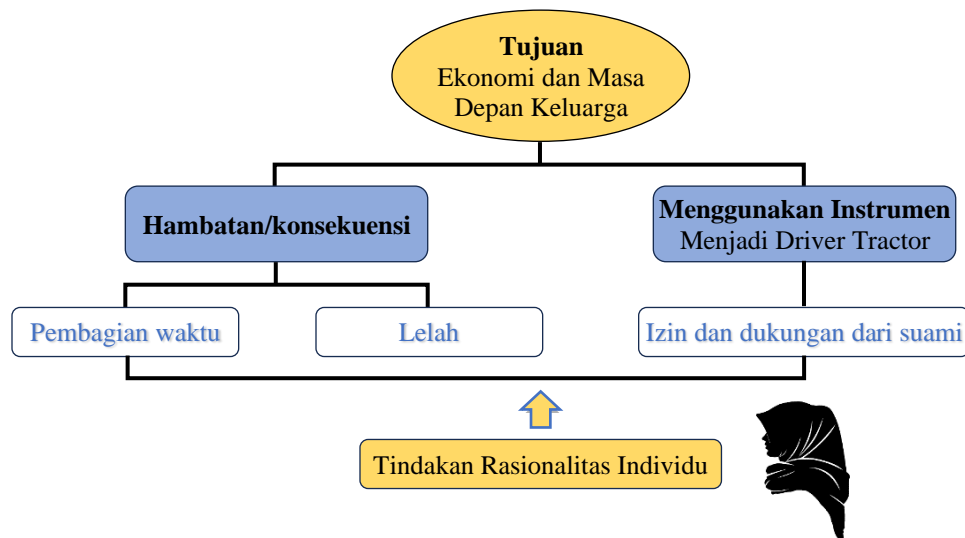 Tujuan
Ekonomi dan Masa
Depan Keluarga
Hambatan/konsekuensi
Menggunakan Instrumen
Menjadi Driver Tractor
Pembagian waktu
Lelah
Izin dan dukungan dari suami
Tindakan Rasionalitas Individu